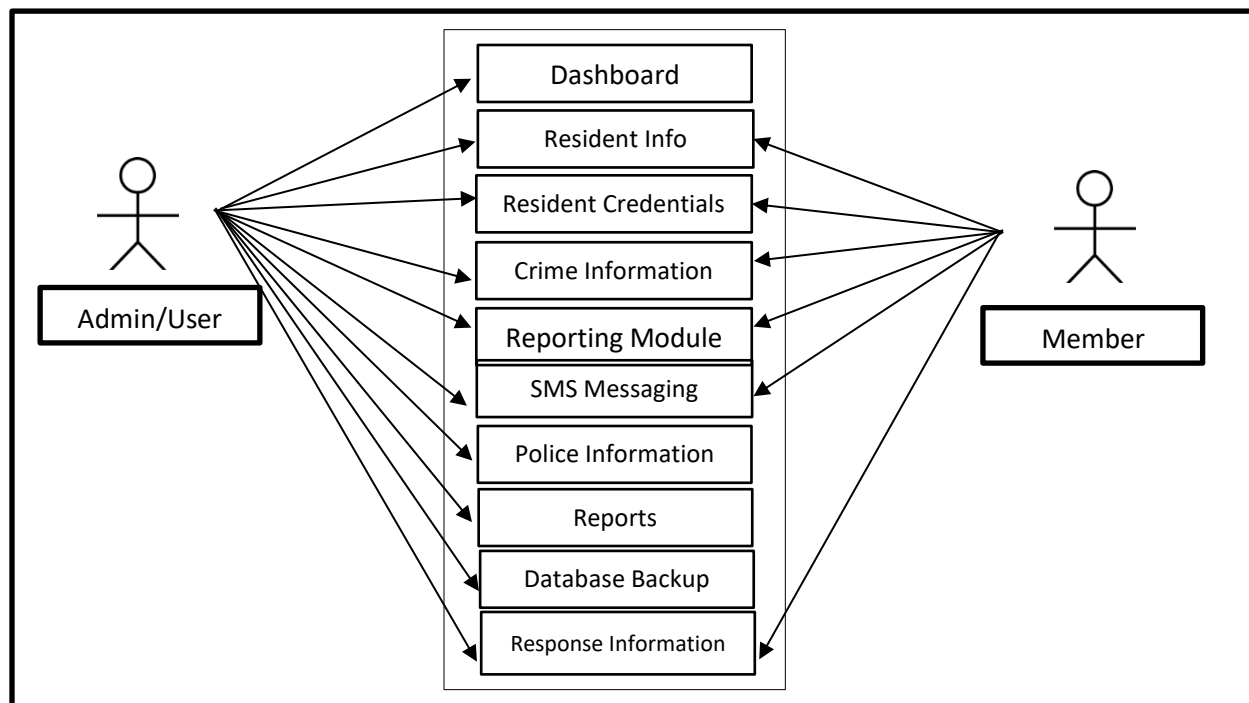 Dashboard
Resident Info
Resident Credentials
Crime Information
Admin/User
Reporting Module
Member
SMS Messaging
Police Information
Reports
Database Backup
Response Information